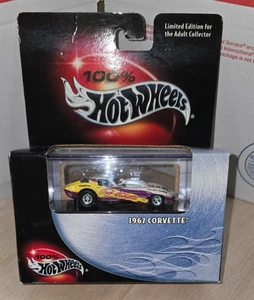 Limited Edition for
the Adult Collector
100%
Hot Wheels
1967 CORVETTE
100%
Hot Wheels